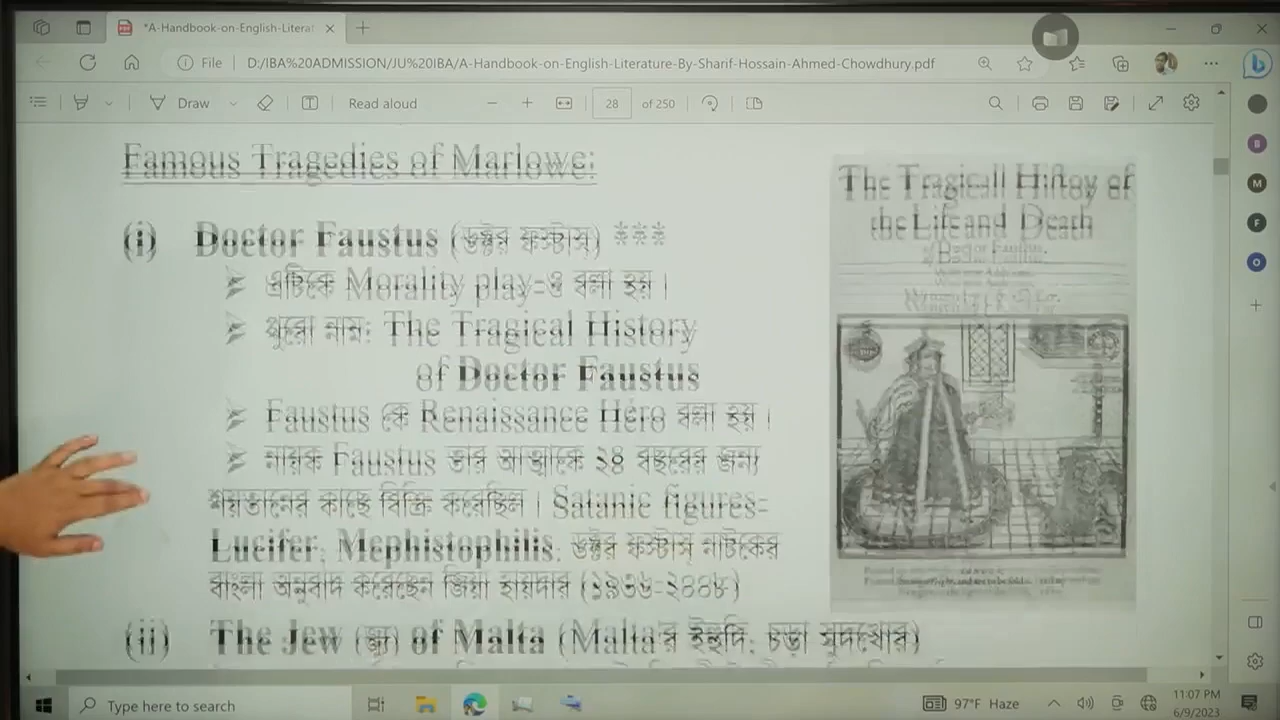 *A-Handbook-on-English-Literat
File D:/IBA%20ADMISSION/JU%20IBA/A-Handbook-on-English-Literature-By-Sharif-Hossain-Ahmed-Chowdhury.pdf
Draw Read aloud 28 of 250
Famous Tragedies of Marlowe:
(i) Doctor Faustus (ডক্টর ফস্টাস্) ***
এটিকে Morality play-ও বলা হয়।
পুরো নাম: The Tragical History
of Doctor Faustus
Faustus কে Renaissance Hero বলা হয়।
নায়ক Faustus তার আত্মাকে ২৪ বছরের জন্য
শয়তানের কাছে বিক্রি করেছিল। Satanic figures-
Lucifer, Mephistophilis. ডক্টর ফস্টাস্ নাটকের
বাংলা অনুবাদ করেছেন জিয়া হায়দার (১৯৩৬-২০০৮)
(ii) The Jew (জ্যু) of Malta (Malta'র ইহুদি; চড়া সুদখোর)
The Tragicall Histoy of
the Life and Death
of Doctor Faustus.
Type here to search
97°F Haze
11:07 PM
6/9/2023